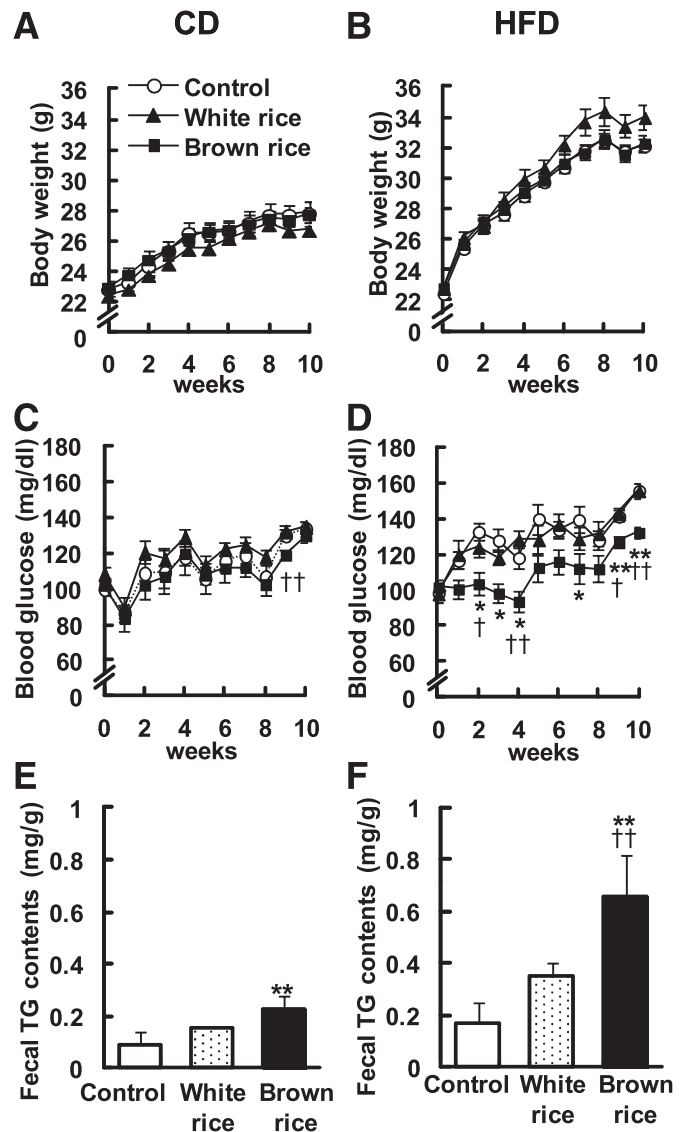 A CD
B HFD
Body weight (g)
36
34
32
30
28
26
24
22
0
Control
White rice
Brown rice
0 2 4 6 8 10
weeks
Body weight (g)
36
34
32
30
28
26
24
22
0
0 2 4 6 8 10
weeks
C
Blood glucose (mg/dl)
180
160
140
120
100
80
60
0
††
0 2 4 6 8 10
weeks
D
Blood glucose (mg/dl)
180
160
140
120
100
80
60
0
*
†
*
*
††
*
**
†
**
††
0 2 4 6 8 10
weeks
E
Fecal TG contents (mg/g)
1
0.8
0.6
0.4
0.2
0
**
Control White Brown
rice rice
F
Fecal TG contents (mg/g)
1
0.8
0.6
0.4
0.2
0
**
††
Control White Brown
rice rice